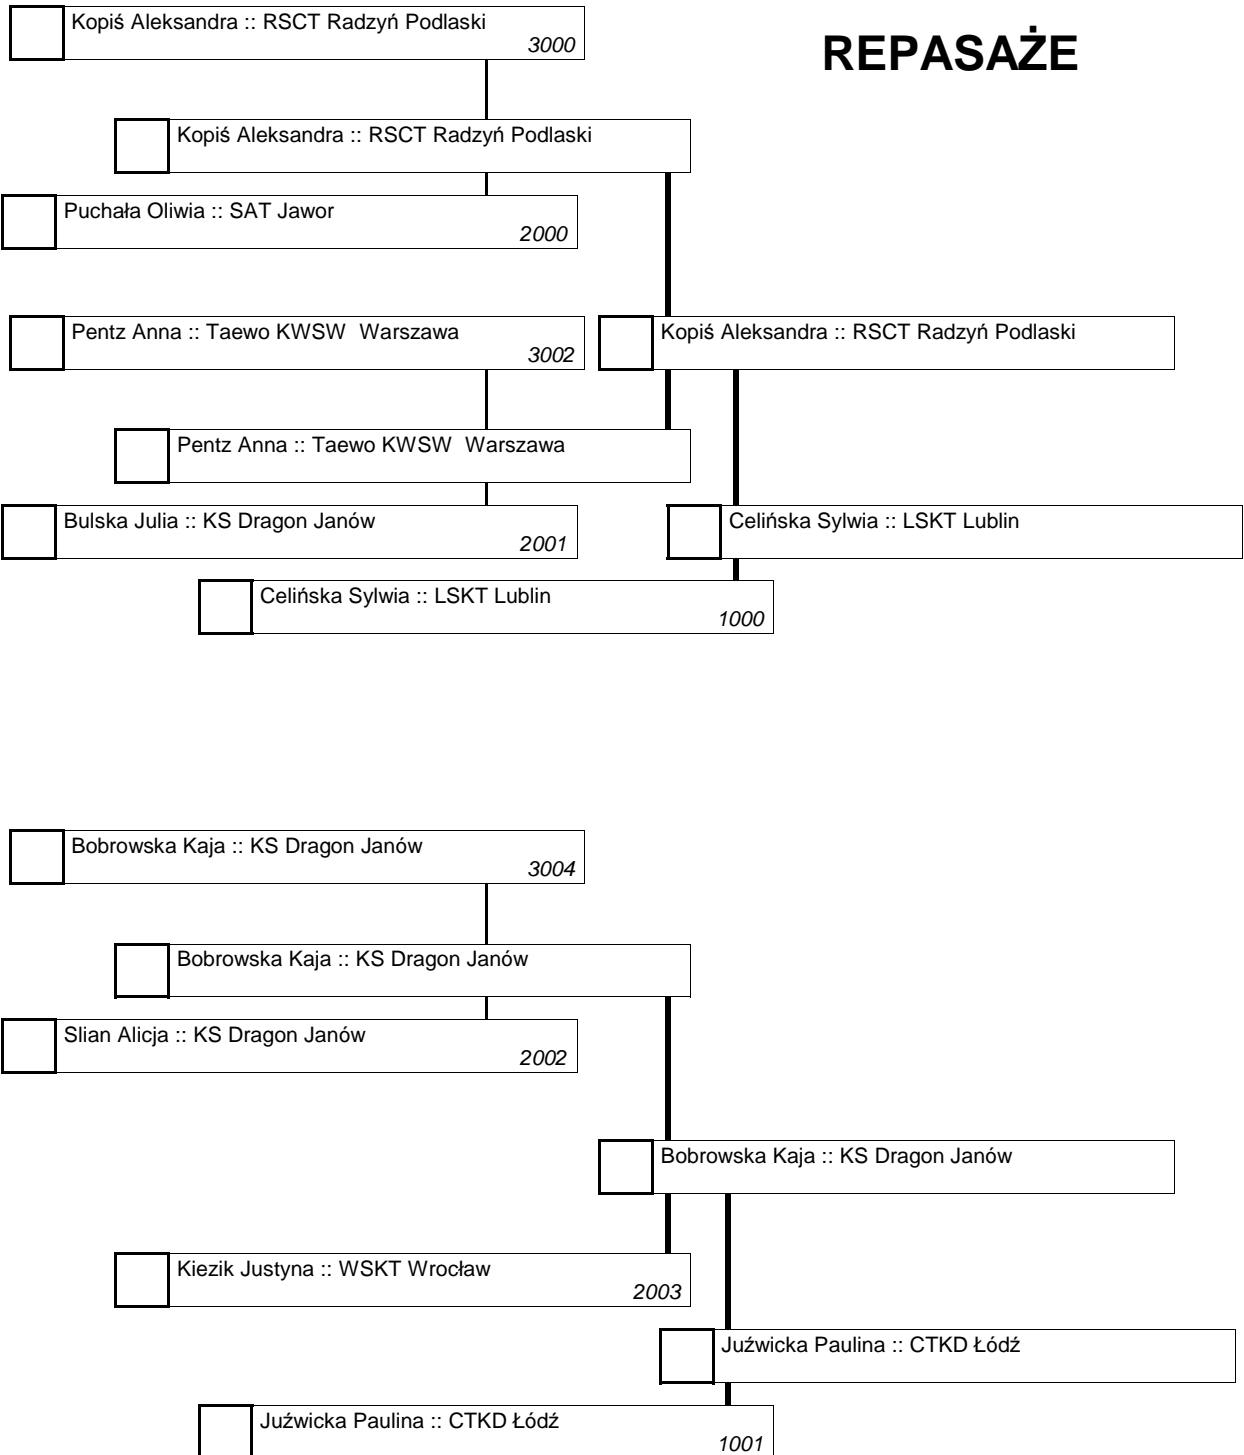 Kopiś Aleksandra :: RSCT Radzyń Podlaski
3000
REPASAŻE
Kopiś Aleksandra :: RSCT Radzyń Podlaski
Puchała Oliwia :: SAT Jawor
2000
Pentz Anna :: Taewo KWSW  Warszawa
3002
Kopiś Aleksandra :: RSCT Radzyń Podlaski
Pentz Anna :: Taewo KWSW  Warszawa
Bulska Julia :: KS Dragon Janów
2001
Celińska Sylwia :: LSKT Lublin
Celińska Sylwia :: LSKT Lublin
1000
Bobrowska Kaja :: KS Dragon Janów
3004
Bobrowska Kaja :: KS Dragon Janów
Slian Alicja :: KS Dragon Janów
2002
Bobrowska Kaja :: KS Dragon Janów
Kiezik Justyna :: WSKT Wrocław
2003
Juźwicka Paulina :: CTKD Łódź
Juźwicka Paulina :: CTKD Łódź
1001